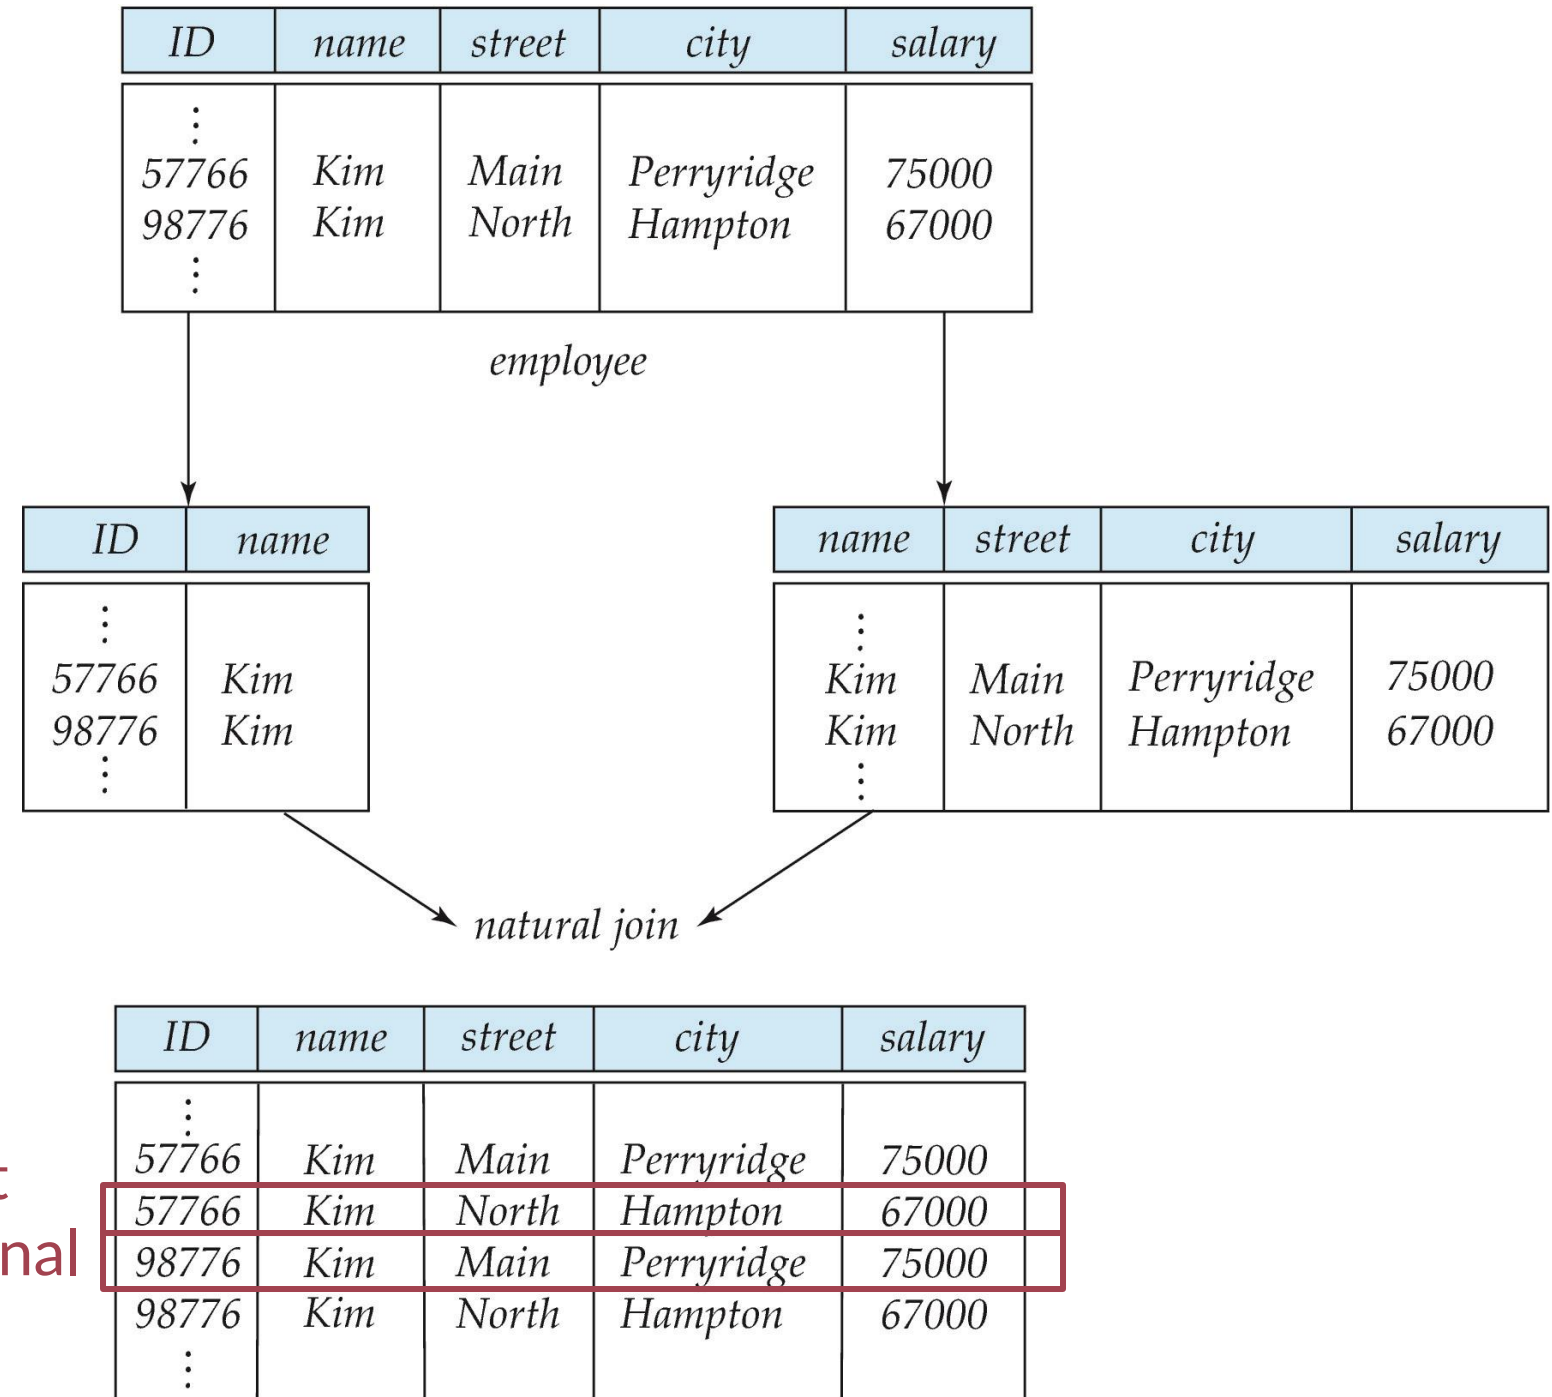 ID name street city salary
⋮
57766 Kim Main Perryridge 75000
98776 Kim North Hampton 67000
⋮
employee
ID name
⋮
57766 Kim
98776 Kim
⋮
name street city salary
⋮
Kim Main Perryridge 75000
Kim North Hampton 67000
⋮
natural join
ID name street city salary
⋮
57766 Kim Main Perryridge 75000
57766 Kim North Hampton 67000
98776 Kim Main Perryridge 75000
98776 Kim North Hampton 67000
⋮